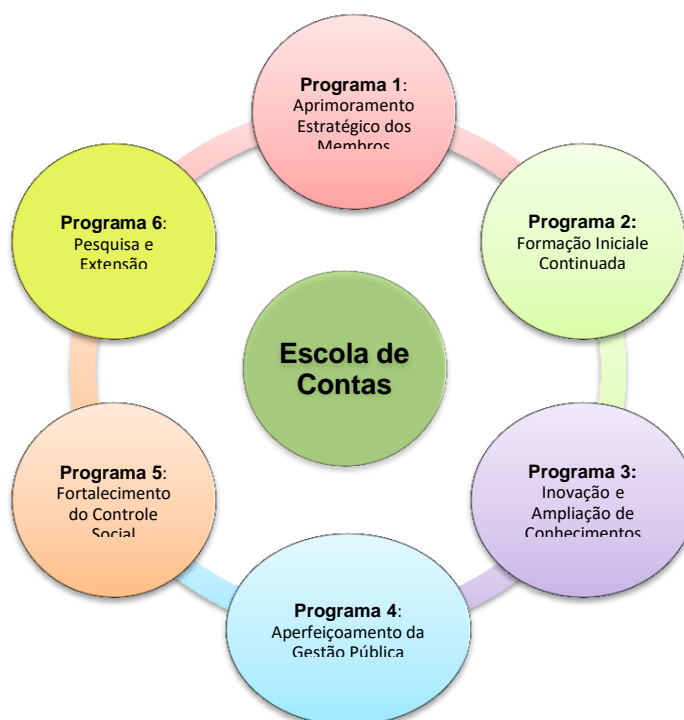 Programa 1:
Aprimoramento
Estratégico dos
Membros
Programa 2:
Formação Iniciale
Continuada
Programa 3:
Inovação e
Ampliação de
Conhecimentos
Programa 4:
Aperfeiçoamento da
Gestão Pública
Programa 5:
Fortalecimento
do Controle
Social
Programa 6:
Pesquisa e
Extensão
Escola de
Contas